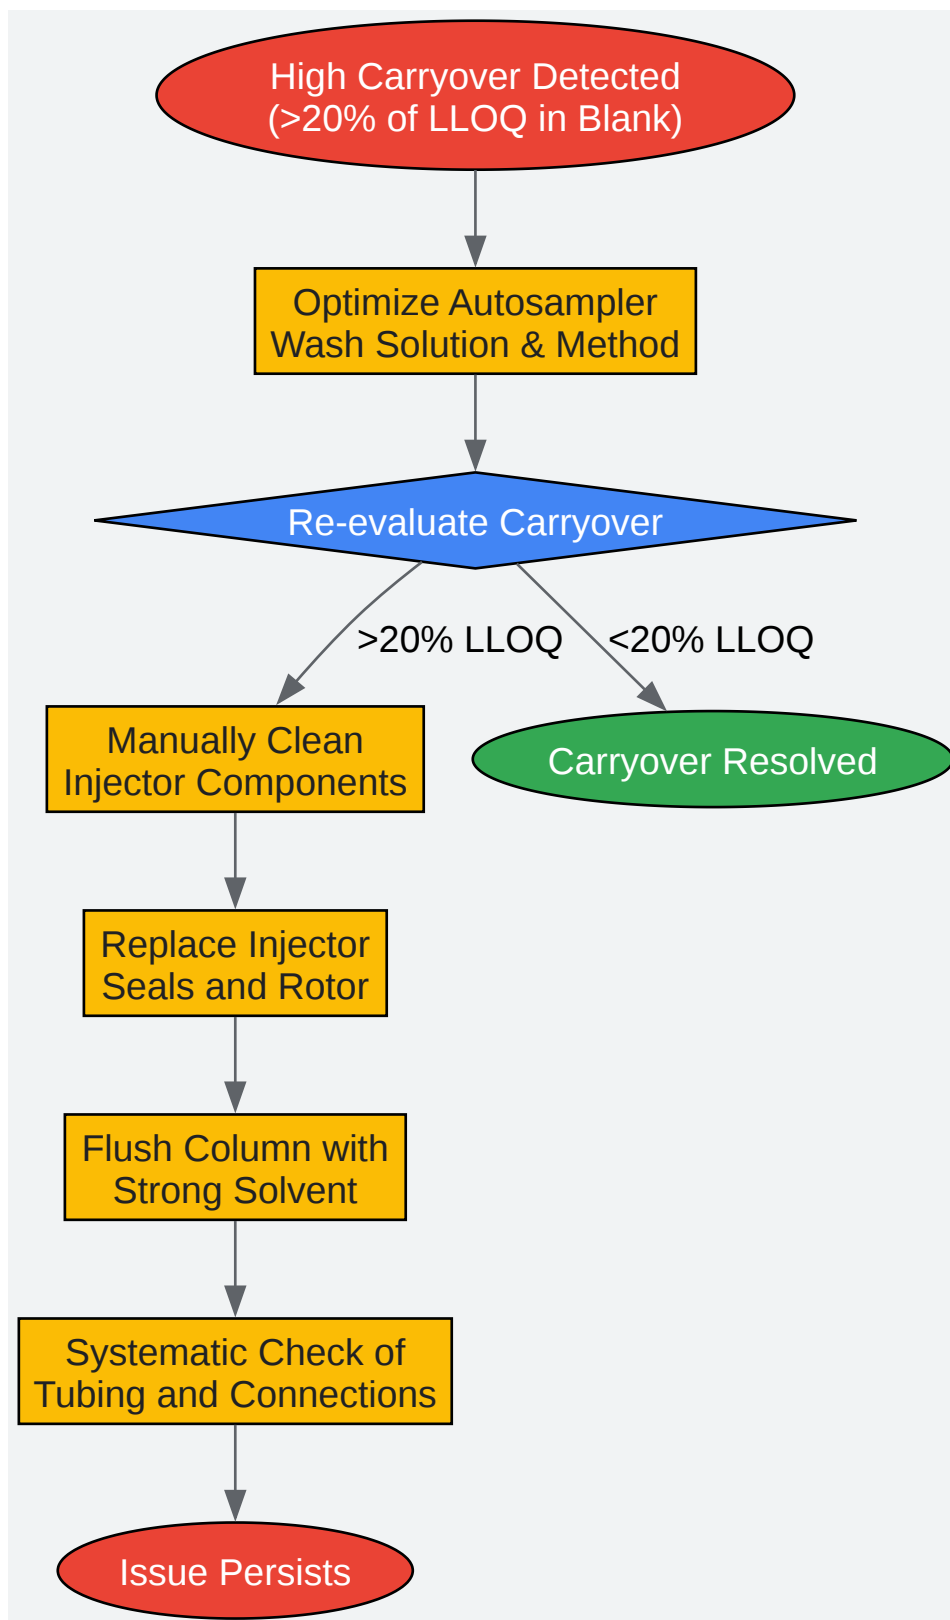 High Carryover Detected
(>20% of LLOQ in Blank)
Optimize Autosampler
Wash Solution & Method
Re-evaluate Carryover
>20% LLOQ
<20% LLOQ
Manually Clean
Injector Components
Carryover Resolved
Replace Injector
Seals and Rotor
Flush Column with
Strong Solvent
Systematic Check of
Tubing and Connections
Issue Persists